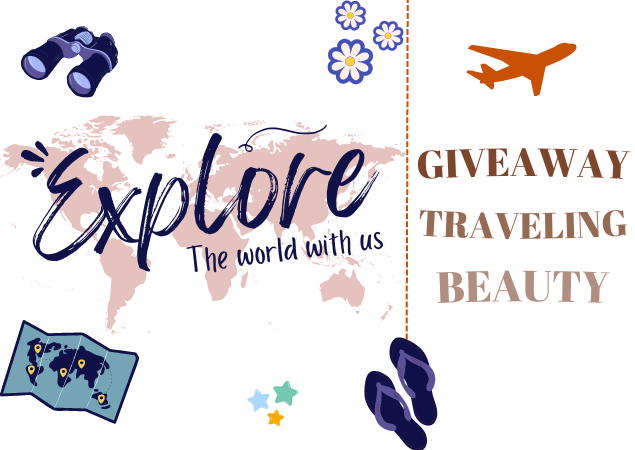 Explore
The world with us
GIVEAWAY
TRAVELING
BEAUTY